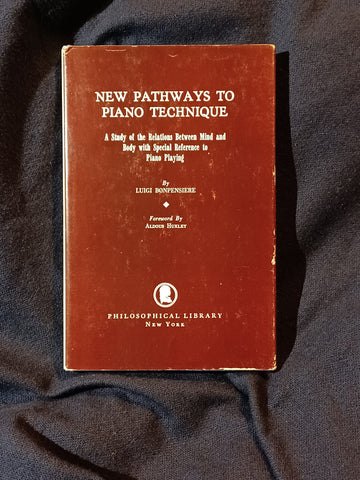 NEW PATHWAYS TO
PIANO TECHNIQUE
A Study of the Relations Between Mind and
Body with Special Reference to
Piano Playing
By
LUIGI BONPENSIERE
Foreword By
ALDOUS HUXLEY
PHILOSOPHICAL LIBRARY
NEW YORK